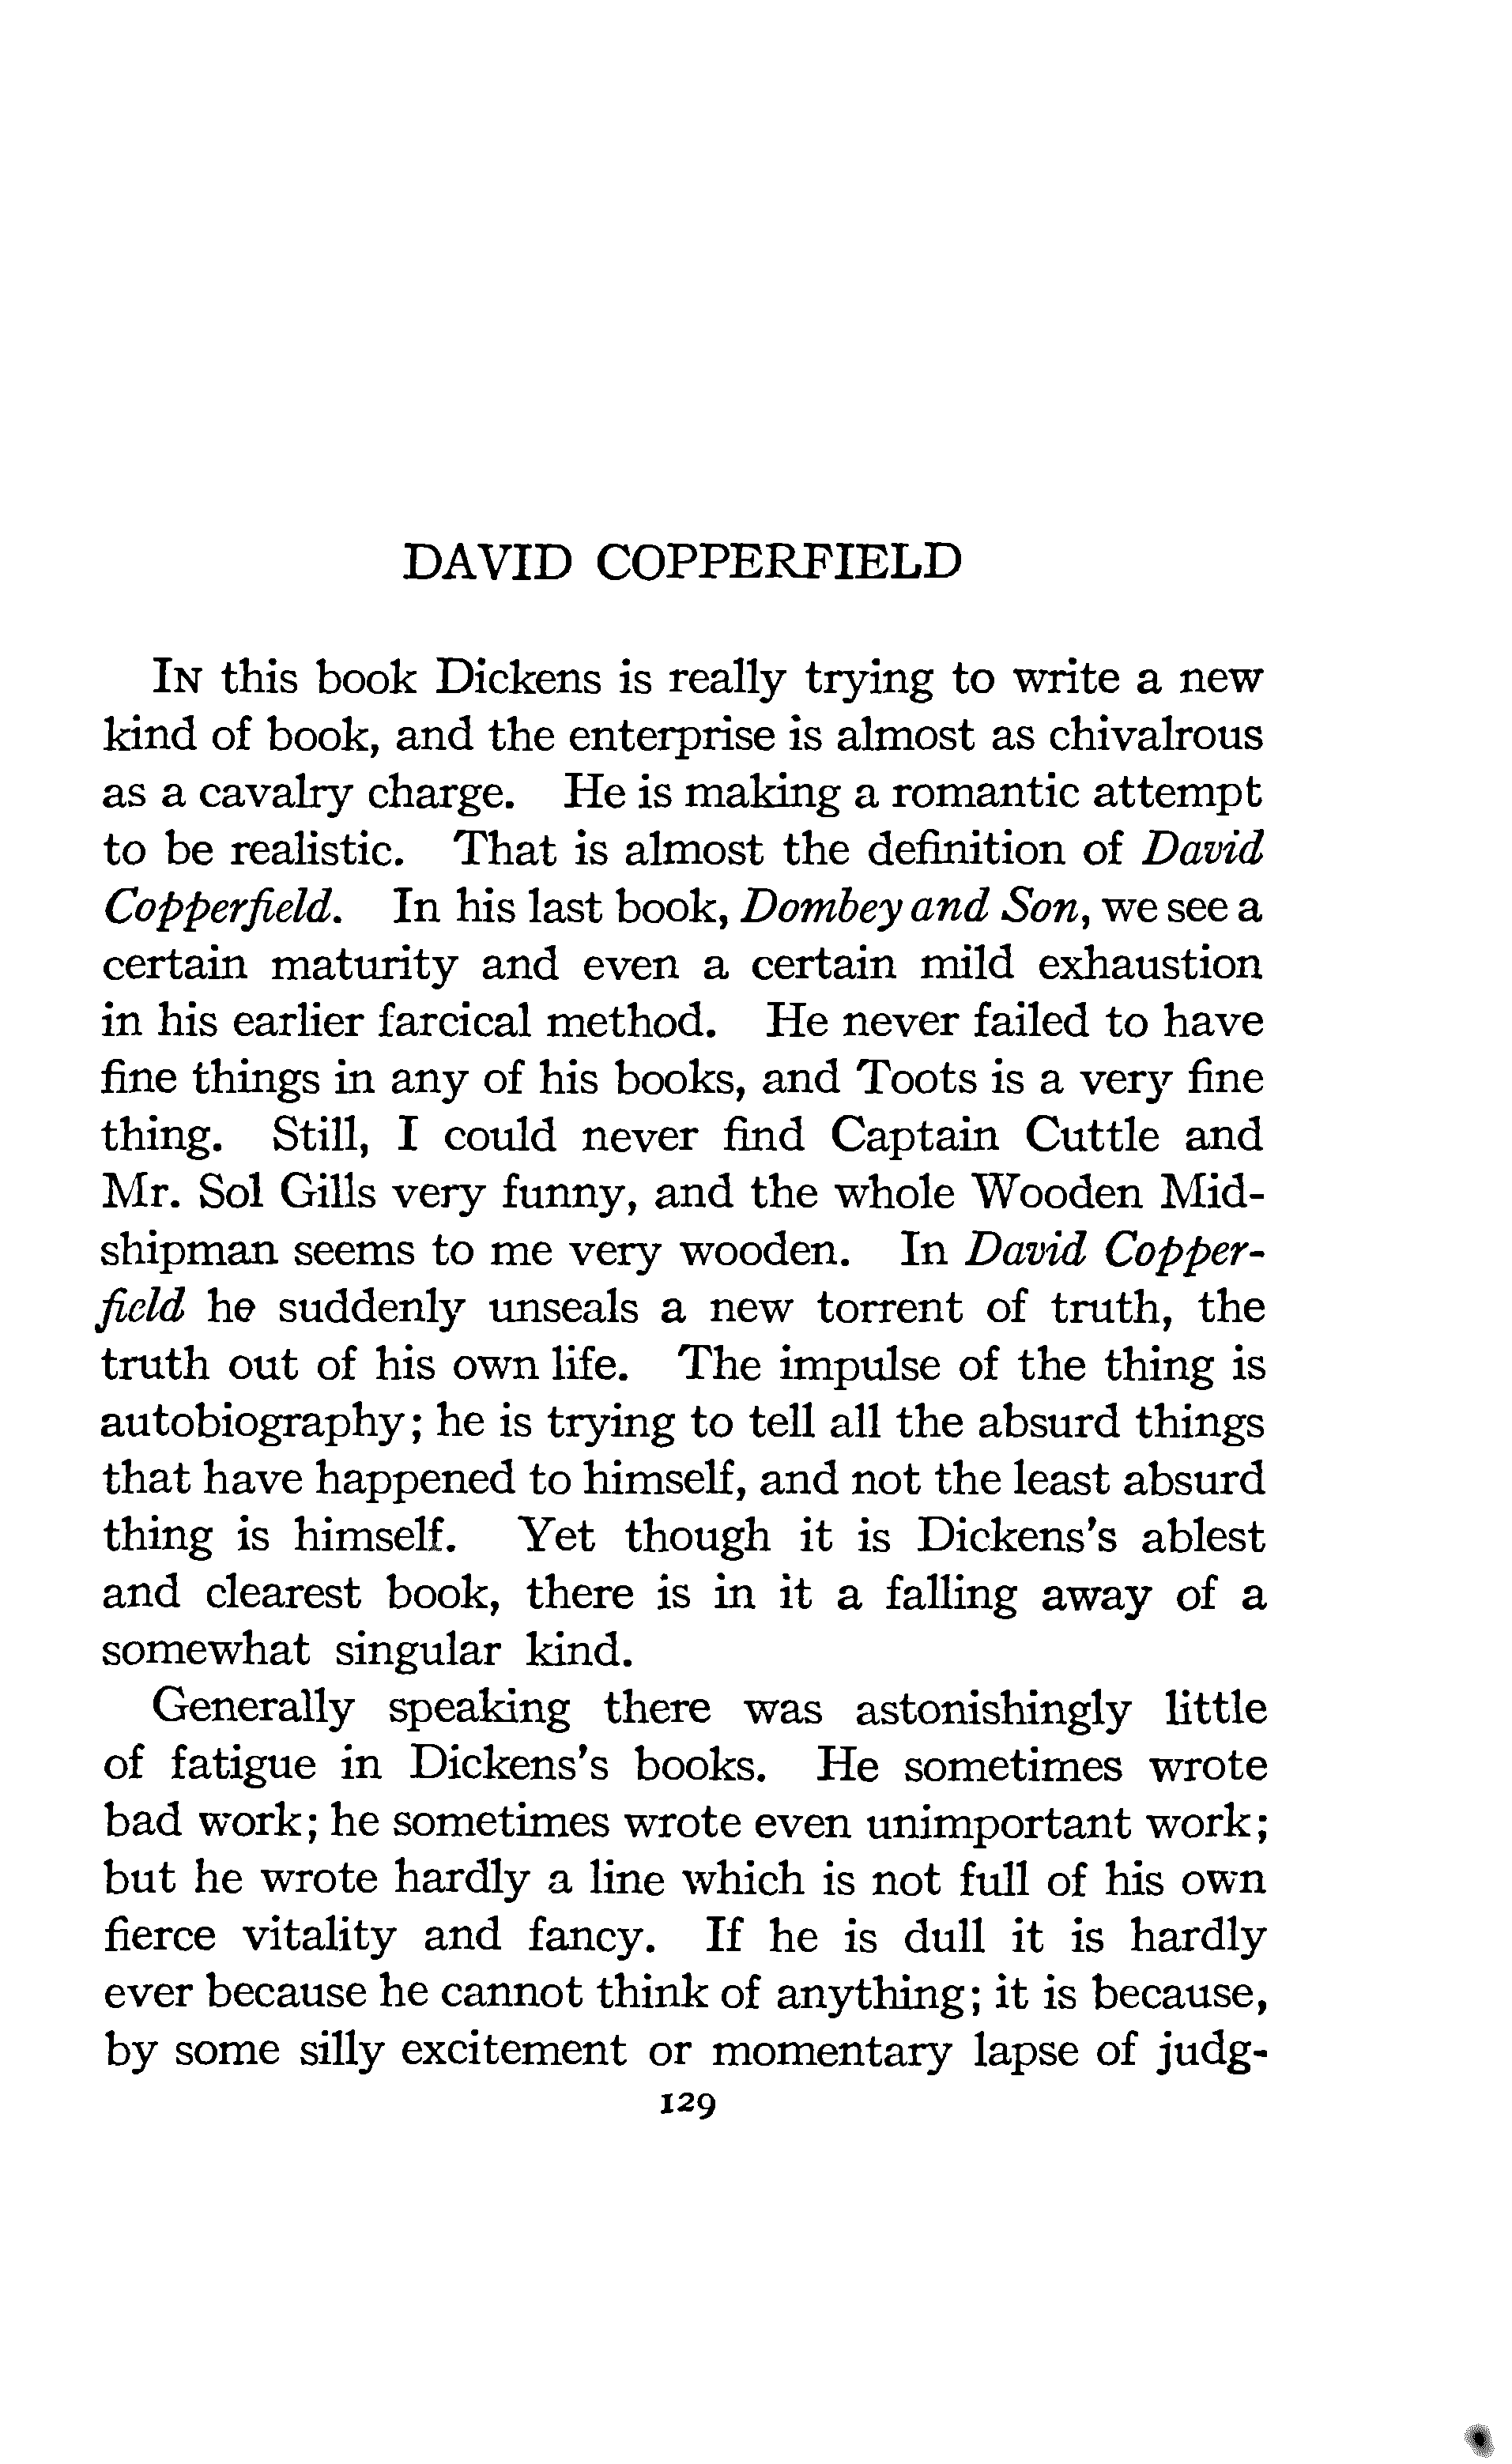 DAVID COPPERFIELD
IN this book Dickens is really trying to write a new
kind of book, and the enterprise is almost as chivalrous
as a cavalry charge. He is making a romantic attempt
to be realistic. That is almost the definition of David
Copperfield. In his last book, Dombey and Son, we see a
certain maturity and even a certain mild exhaustion
in his earlier farcical method. He never failed to have
fine things in any of his books, and Toots is a very fine
thing. Still, I could never find Captain Cuttle and
Mr. Sol Gills very funny, and the whole Wooden Mid-
shipman seems to me very wooden. In David Copper-
field he suddenly unseals a new torrent of truth, the
truth out of his own life. The impulse of the thing is
autobiography; he is trying to tell all the absurd things
that have happened to himself, and not the least absurd
thing is himself. Yet though it is Dickens's ablest
and clearest book, there is in it a falling away of a
somewhat singular kind.
Generally speaking there was astonishingly little
of fatigue in Dickens's books. He sometimes wrote
bad work; he sometimes wrote even unimportant work;
but he wrote hardly a line which is not full of his own
fierce vitality and fancy. If he is dull it is hardly
ever because he cannot think of anything; it is because,
by some silly excitement or momentary lapse of judg-
129